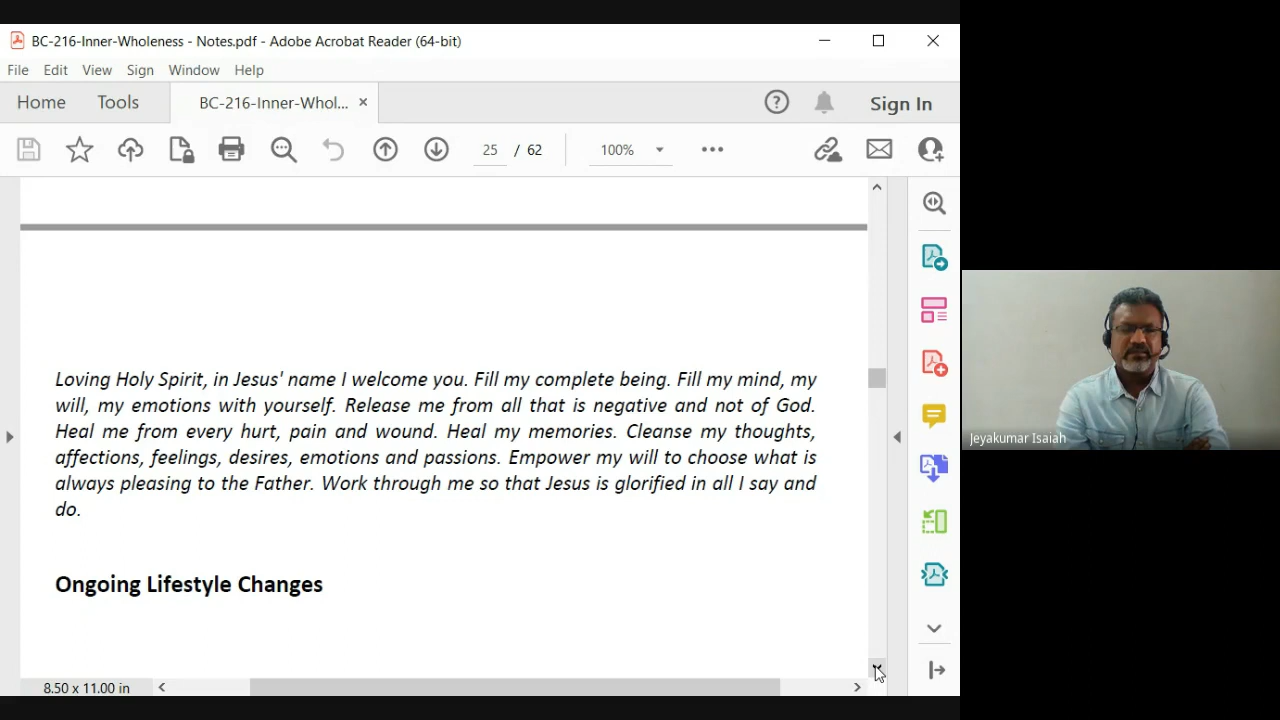 BC-216-Inner-Wholeness - Notes.pdf - Adobe Acrobat Reader (64-bit)
File Edit View Sign Window Help
Home Tools BC-216-Inner-Whol... × Sign In
25 / 62 100%
Loving Holy Spirit, in Jesus' name I welcome you. Fill my complete being. Fill my mind, my
will, my emotions with yourself. Release me from all that is negative and not of God.
Heal me from every hurt, pain and wound. Heal my memories. Cleanse my thoughts,
affections, feelings, desires, emotions and passions. Empower my will to choose what is
always pleasing to the Father. Work through me so that Jesus is glorified in all I say and
do.
Ongoing Lifestyle Changes
8.50 x 11.00 in
Jeyakumar Isaiah